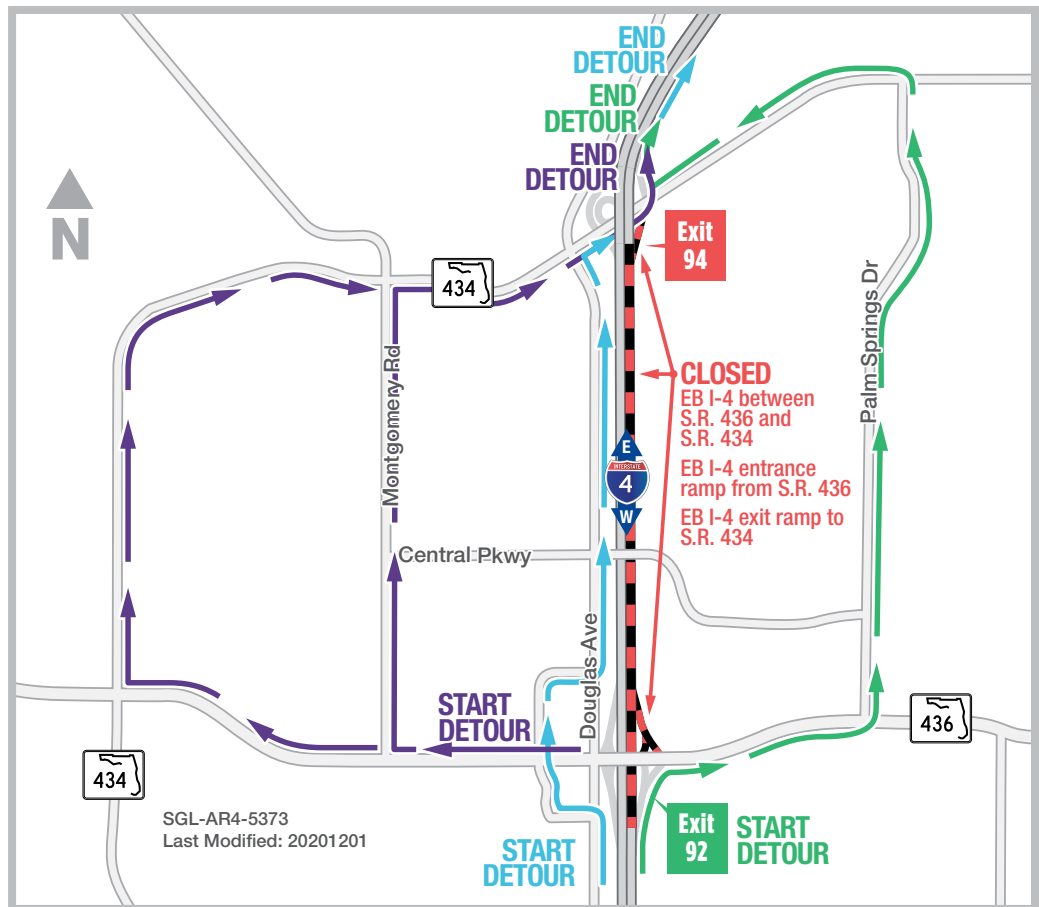 END
DETOUR
END
DETOUR
END
DETOUR
N
Exit
94
434
Palm Springs Dr
Montgomery Rd
CLOSED
EB I-4 between
S.R. 436 and
S.R. 434
EB I-4 entrance
ramp from S.R. 436
EB I-4 exit ramp to
S.R. 434
E
INTERSTATE
4
W
Central Pkwy
Douglas Ave
START
DETOUR
436
434
SGL-AR4-5373
Last Modified: 20201201
START
DETOUR
Exit
92
START
DETOUR